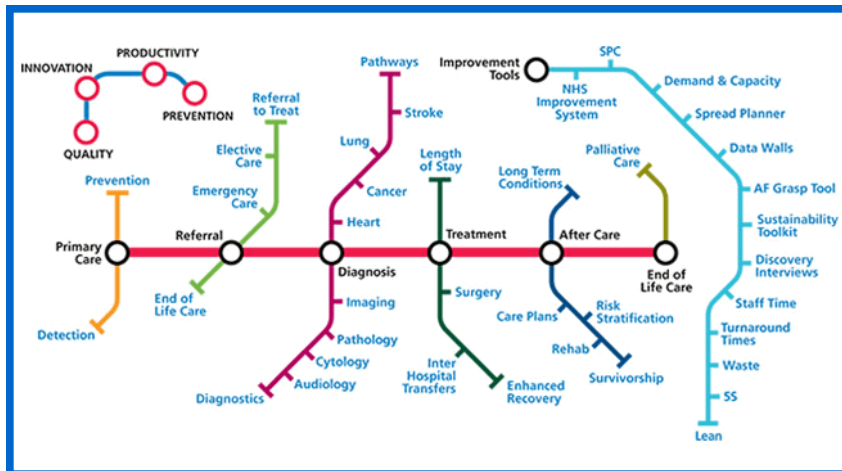 PRODUCTIVITY
INNOVATION
PREVENTION
QUALITY
Pathways
Stroke
Lung
Cancer
Heart
Referral
to Treat
Elective
Care
Emergency
Care
Prevention
Primary
Care
Detection
Referral
End of
Life Care
Diagnosis
Imaging
Pathology
Cytology
Audiology
Diagnostics
Length
of Stay
Treatment
Surgery
Inter
Hospital
Transfers
Enhanced
Recovery
Long Term
Conditions
After Care
Care Plans
Risk
Stratification
Rehab
Survivorship
Palliative
Care
End of
Life Care
Improvement
Tools
SPC
NHS
Improvement
System
Demand & Capacity
Spread Planner
Data Walls
AF Grasp Tool
Sustainability
Toolkit
Discovery
Interviews
Staff Time
Turnaround
Times
Waste
SS
Lean